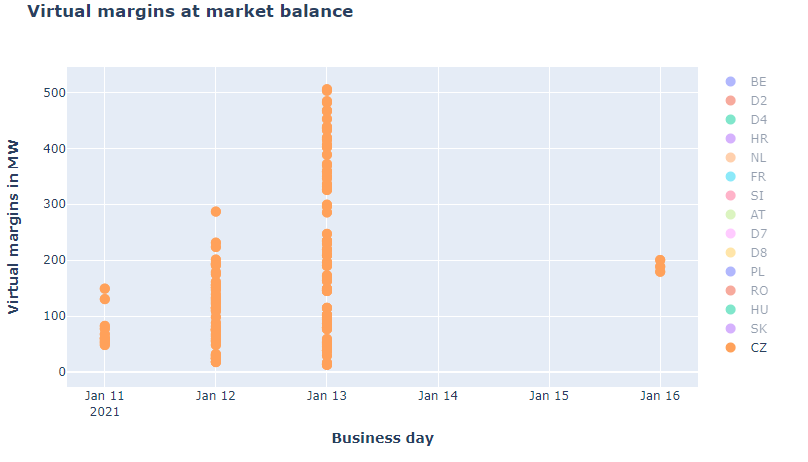 Virtual margins at market balance
Virtual margins in MW
500
400
300
200
100
0
Jan 11
2021
Jan 12
Jan 13
Jan 14
Jan 15
Jan 16
Business day
BE
D2
D4
HR
NL
FR
SI
AT
D7
D8
PL
RO
HU
SK
CZ